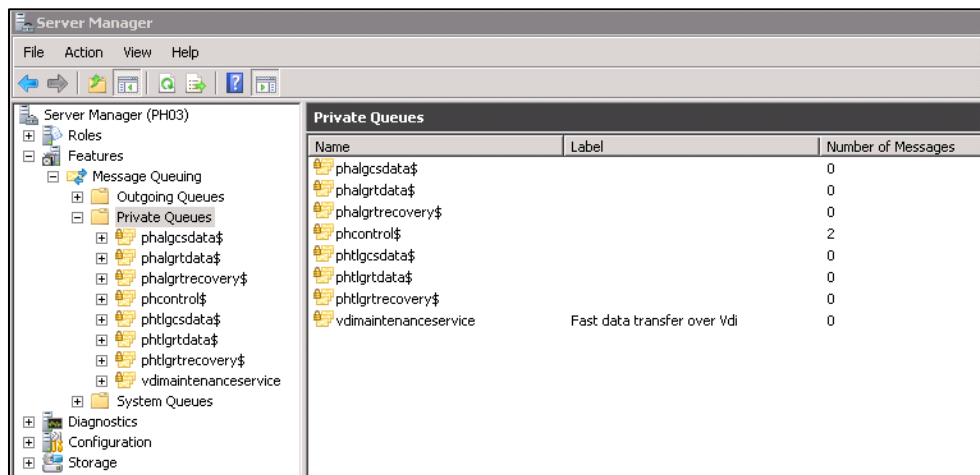 Server Manager
File Action View Help
Server Manager (PH03)
Roles
Features
Message Queuing
Outgoing Queues
Private Queues
phalgcsdata$
phalgrtdata$
phalgrtrecovery$
phcontrol$
phtlgcsdata$
phtlgrtdata$
phtlgrtrecovery$
vdimaintenanceservice
System Queues
Diagnostics
Configuration
Storage
Private Queues
Name Label Number of Messages
phalgcsdata$ 0
phalgrtdata$ 0
phalgrtrecovery$ 0
phcontrol$ 2
phtlgcsdata$ 0
phtlgrtdata$ 0
phtlgrtrecovery$ 0
vdimaintenanceservice Fast data transfer over Vdi 0